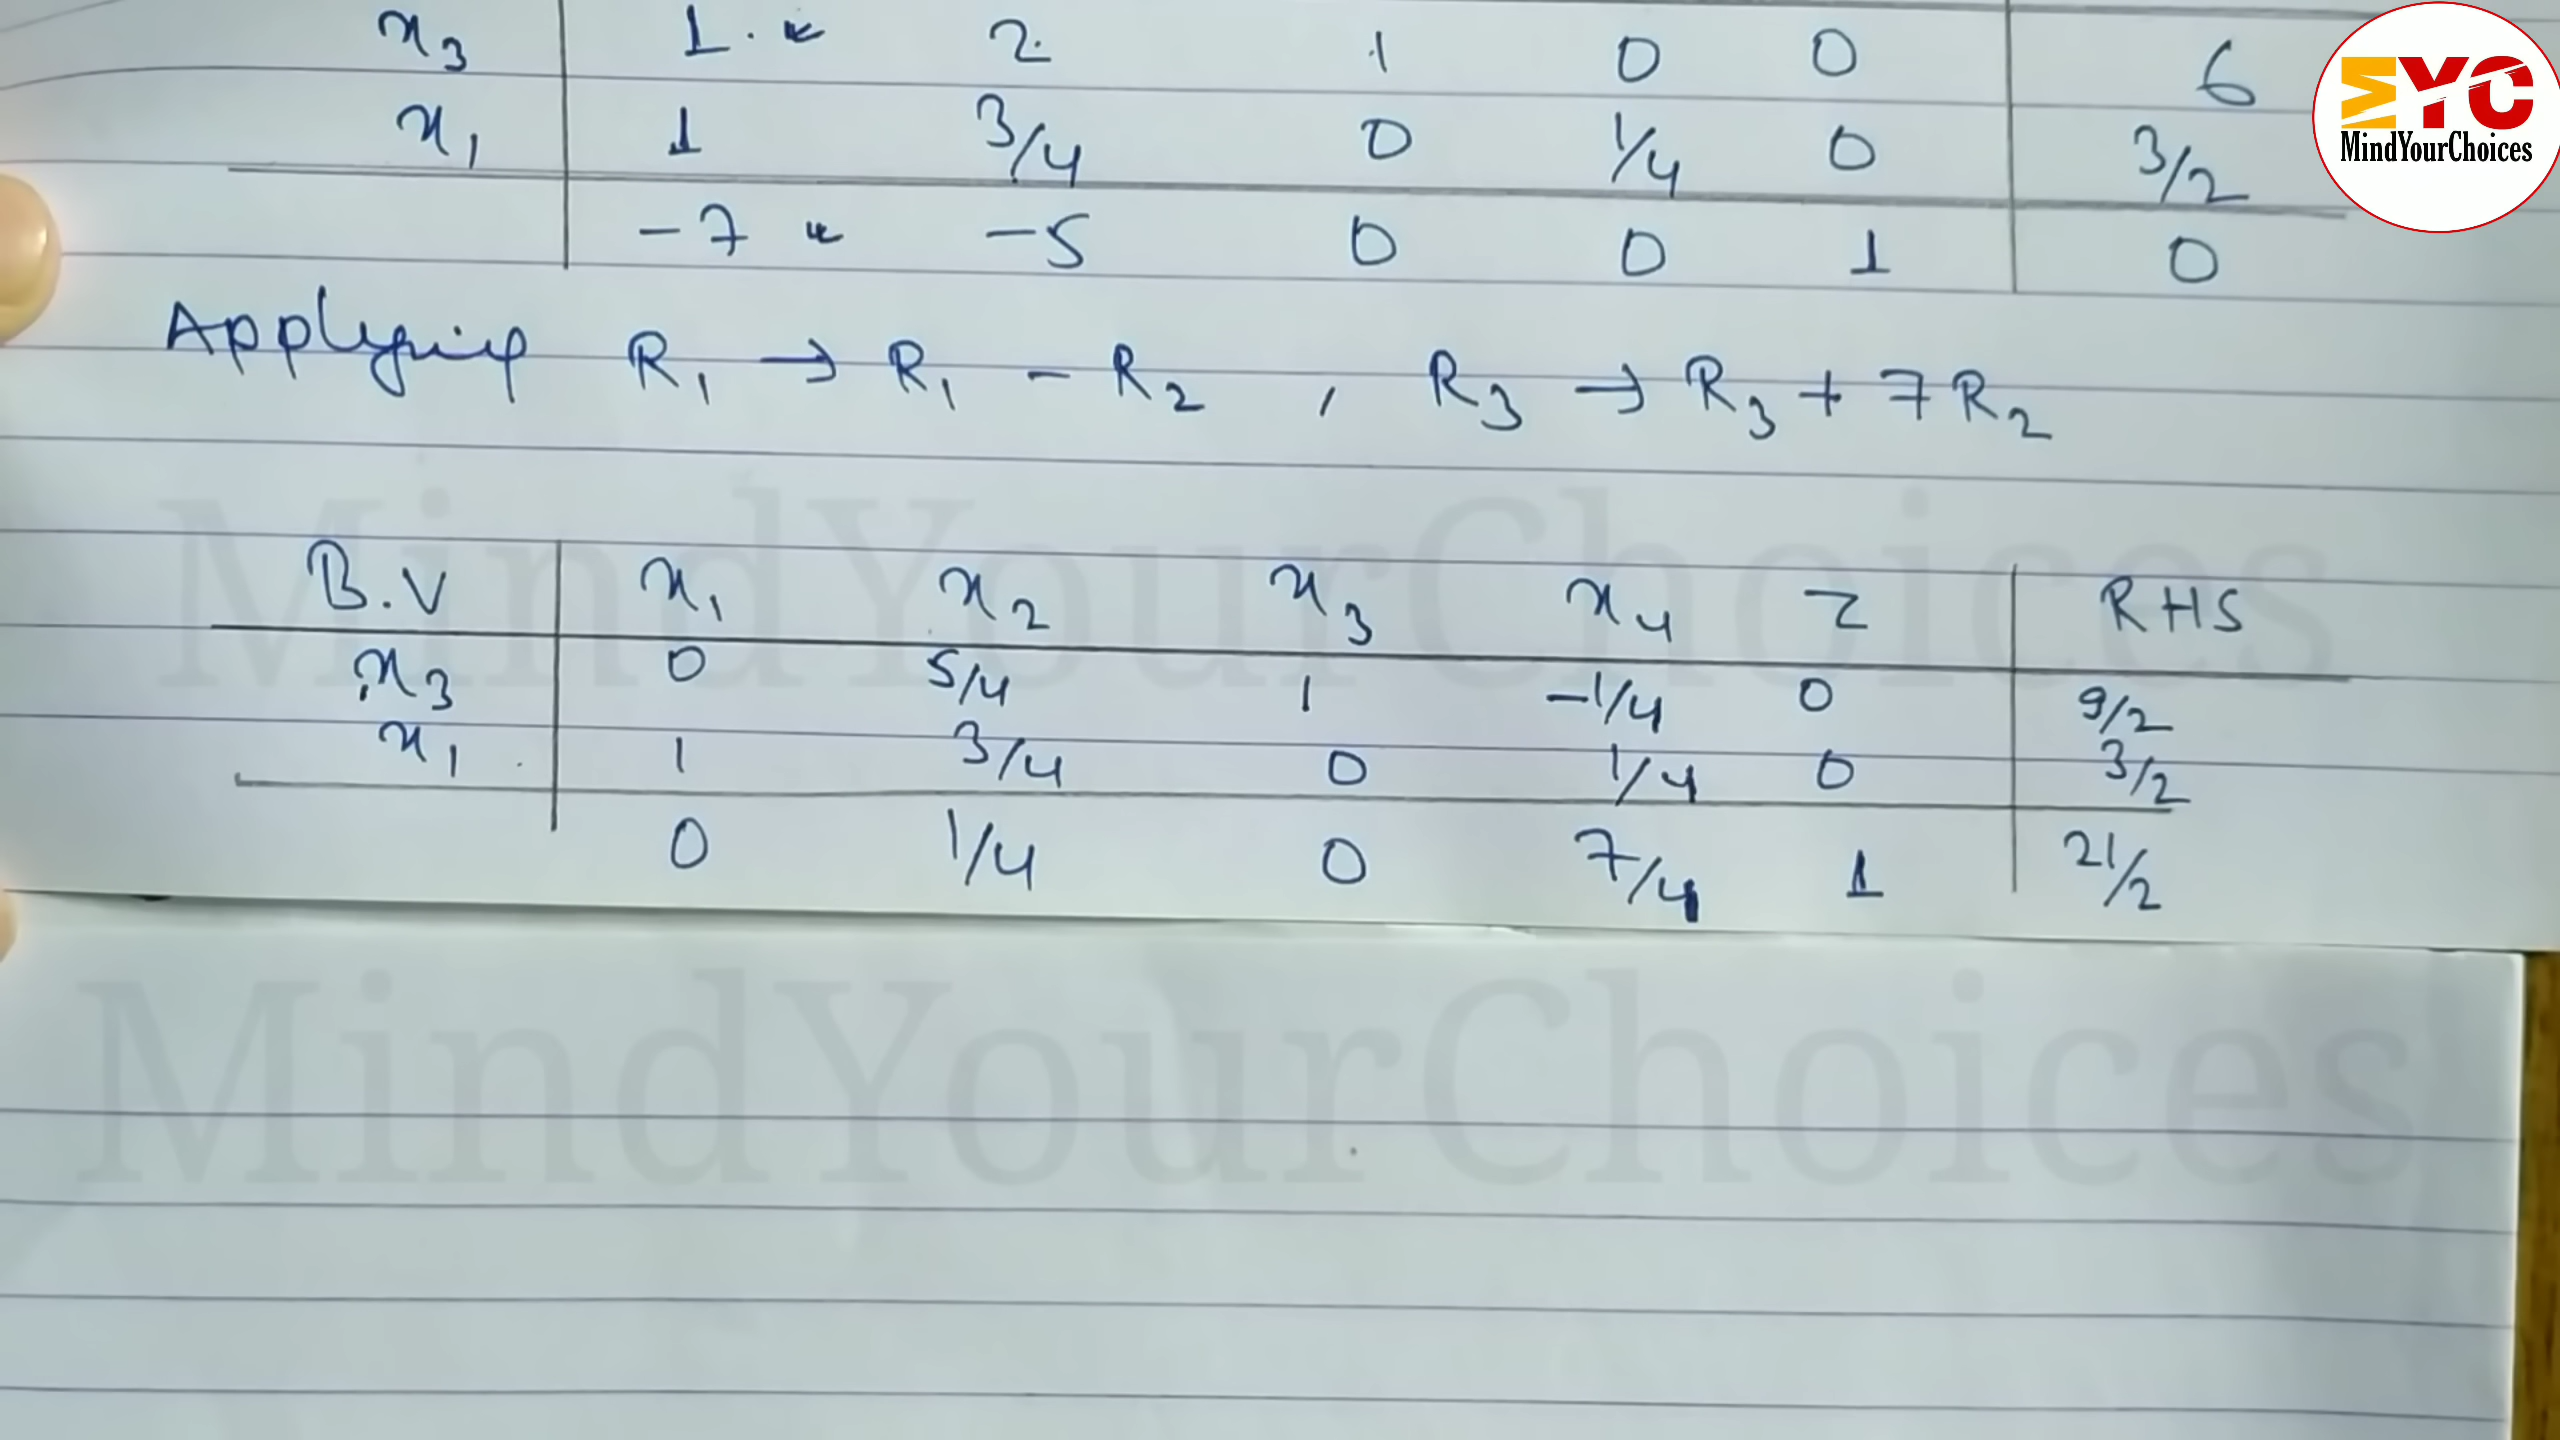 x₃ 1 2 1 0 0 6
x₁ 1 3/4 0 1/4 0 3/2
-7 -5 0 0 1 0
Applying R₁ → R₁ - R₂ , R₃ → R₃ + 7R₂
B.V x₁ x₂ x₃ x₄ Z RHS
x₃ 0 5/4 1 -1/4 0 9/2
x₁ 1 3/4 0 1/4 0 3/2
0 1/4 0 7/4 1 21/2
MYC
MindYourChoices
MindYourChoices
MindYourChoices